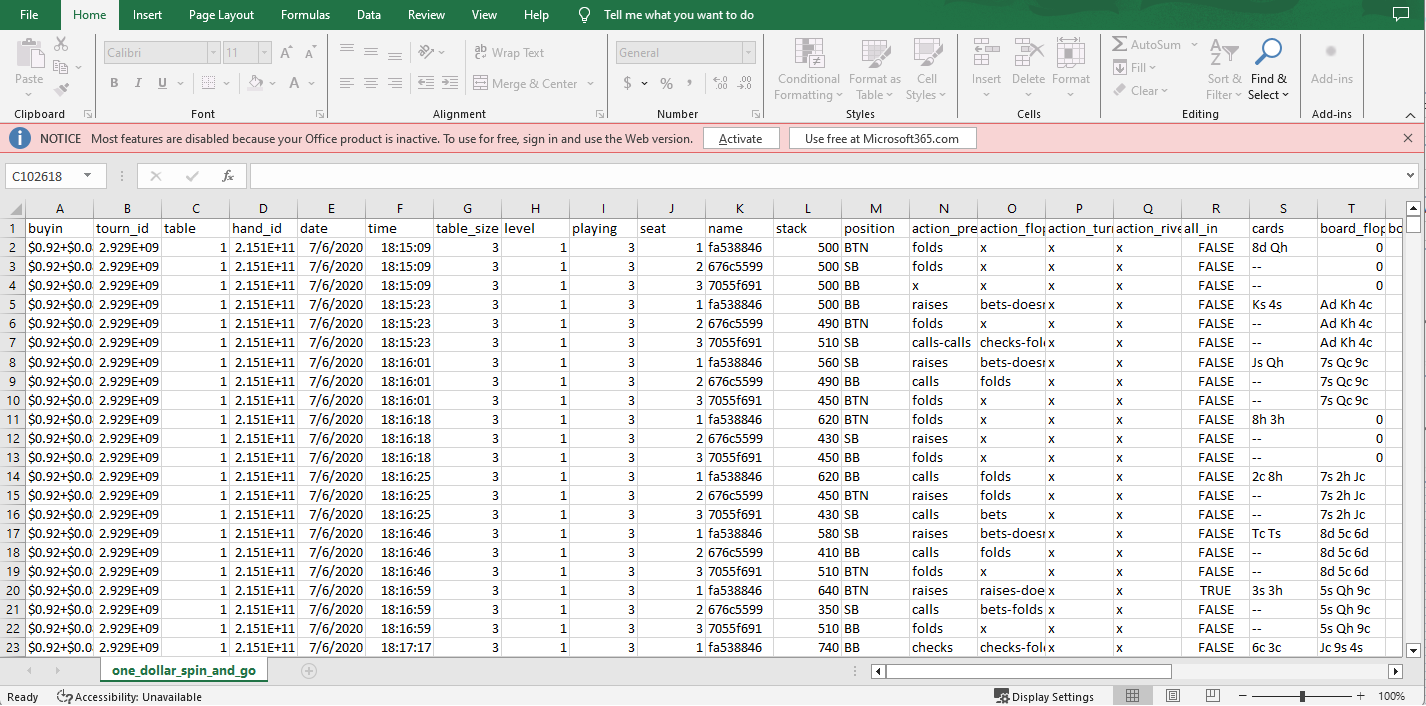 File Home Insert Page Layout Formulas Data Review View Help Tell me what you want to do
Calibri 11 Wrap Text General AutoSum
Paste Conditional Format as Cell Insert Delete Format Fill Sort & Find & Add-ins
B I U Merge & Center $ % , Formatting Table Styles Clear Filter Select
Clipboard Font Alignment Number Styles Cells Editing Add-ins
NOTICE Most features are disabled because your Office product is inactive. To use for free, sign in and use the Web version. Activate Use free at Microsoft365.com
C102618 fx
A B C D E F G H I J K L M N O P Q R S T
1 buyin tourn_id table hand_id date time table_size level playing seat name stack position action_pre action_flop action_turn action_rive all_in cards board_flop bo
2 $0.92+$0.0 2.929E+09 1 2.151E+11 7/6/2020 18:15:09 3 1 3 1 fa538846 500 BTN folds x x x FALSE 8d Qh 0
3 $0.92+$0.0 2.929E+09 1 2.151E+11 7/6/2020 18:15:09 3 1 3 2 676c5599 500 SB folds x x x FALSE -- 0
4 $0.92+$0.0 2.929E+09 1 2.151E+11 7/6/2020 18:15:09 3 1 3 3 7055f691 500 BB x x x x FALSE -- 0
5 $0.92+$0.0 2.929E+09 1 2.151E+11 7/6/2020 18:15:23 3 1 3 1 fa538846 500 BB raises bets-doesn x x FALSE Ks 4s Ad Kh 4c
6 $0.92+$0.0 2.929E+09 1 2.151E+11 7/6/2020 18:15:23 3 1 3 2 676c5599 490 BTN folds x x x FALSE -- Ad Kh 4c
7 $0.92+$0.0 2.929E+09 1 2.151E+11 7/6/2020 18:15:23 3 1 3 3 7055f691 510 SB calls-calls checks-fold x x FALSE -- Ad Kh 4c
8 $0.92+$0.0 2.929E+09 1 2.151E+11 7/6/2020 18:16:01 3 1 3 1 fa538846 560 SB raises bets-doesn x x FALSE Js Qh 7s Qc 9c
9 $0.92+$0.0 2.929E+09 1 2.151E+11 7/6/2020 18:16:01 3 1 3 2 676c5599 490 BB calls folds x x FALSE -- 7s Qc 9c
10 $0.92+$0.0 2.929E+09 1 2.151E+11 7/6/2020 18:16:01 3 1 3 3 7055f691 450 BTN folds x x x FALSE -- 7s Qc 9c
11 $0.92+$0.0 2.929E+09 1 2.151E+11 7/6/2020 18:16:18 3 1 3 1 fa538846 620 BTN folds x x x FALSE 8h 3h 0
12 $0.92+$0.0 2.929E+09 1 2.151E+11 7/6/2020 18:16:18 3 1 3 2 676c5599 430 SB raises x x x FALSE -- 0
13 $0.92+$0.0 2.929E+09 1 2.151E+11 7/6/2020 18:16:18 3 1 3 3 7055f691 450 BB folds x x x FALSE -- 0
14 $0.92+$0.0 2.929E+09 1 2.151E+11 7/6/2020 18:16:25 3 1 3 1 fa538846 620 BB calls folds x x FALSE 2c 8h 7s 2h Jc
15 $0.92+$0.0 2.929E+09 1 2.151E+11 7/6/2020 18:16:25 3 1 3 2 676c5599 450 BTN raises folds x x FALSE -- 7s 2h Jc
16 $0.92+$0.0 2.929E+09 1 2.151E+11 7/6/2020 18:16:25 3 1 3 3 7055f691 430 SB calls bets x x FALSE -- 7s 2h Jc
17 $0.92+$0.0 2.929E+09 1 2.151E+11 7/6/2020 18:16:46 3 1 3 1 fa538846 580 SB raises bets-doesn x x FALSE Tc Ts 8d 5c 6d
18 $0.92+$0.0 2.929E+09 1 2.151E+11 7/6/2020 18:16:46 3 1 3 2 676c5599 410 BB calls folds x x FALSE -- 8d 5c 6d
19 $0.92+$0.0 2.929E+09 1 2.151E+11 7/6/2020 18:16:46 3 1 3 3 7055f691 510 BTN folds x x x FALSE -- 8d 5c 6d
20 $0.92+$0.0 2.929E+09 1 2.151E+11 7/6/2020 18:16:59 3 1 3 1 fa538846 640 BTN raises raises-doe x x TRUE 3s 3h 5s Qh 9c
21 $0.92+$0.0 2.929E+09 1 2.151E+11 7/6/2020 18:16:59 3 1 3 2 676c5599 350 SB calls bets-folds x x FALSE -- 5s Qh 9c
22 $0.92+$0.0 2.929E+09 1 2.151E+11 7/6/2020 18:16:59 3 1 3 3 7055f691 510 BB folds x x x FALSE -- 5s Qh 9c
23 $0.92+$0.0 2.929E+09 1 2.151E+11 7/6/2020 18:17:17 3 1 3 1 fa538846 740 BB checks checks-fold x x FALSE 6c 3c Jc 9s 4s
one_dollar_spin_and_go
Ready Accessibility: Unavailable Display Settings 100%